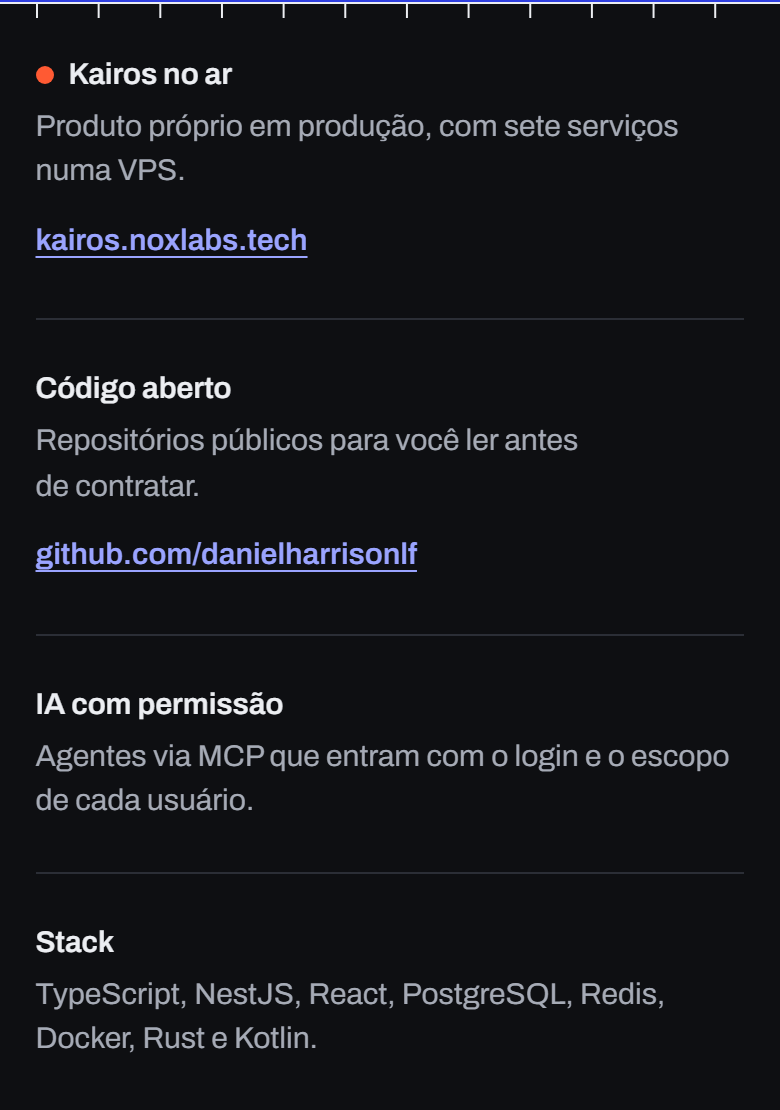 Kairos no ar
Produto próprio em produção, com sete serviços
numa VPS.
kairos.noxlabs.tech
Código aberto
Repositórios públicos para você ler antes
de contratar.
github.com/danielharrisonlf
IA com permissão
Agentes via MCP que entram com o login e o escopo
de cada usuário.
Stack
TypeScript, NestJS, React, PostgreSQL, Redis,
Docker, Rust e Kotlin.